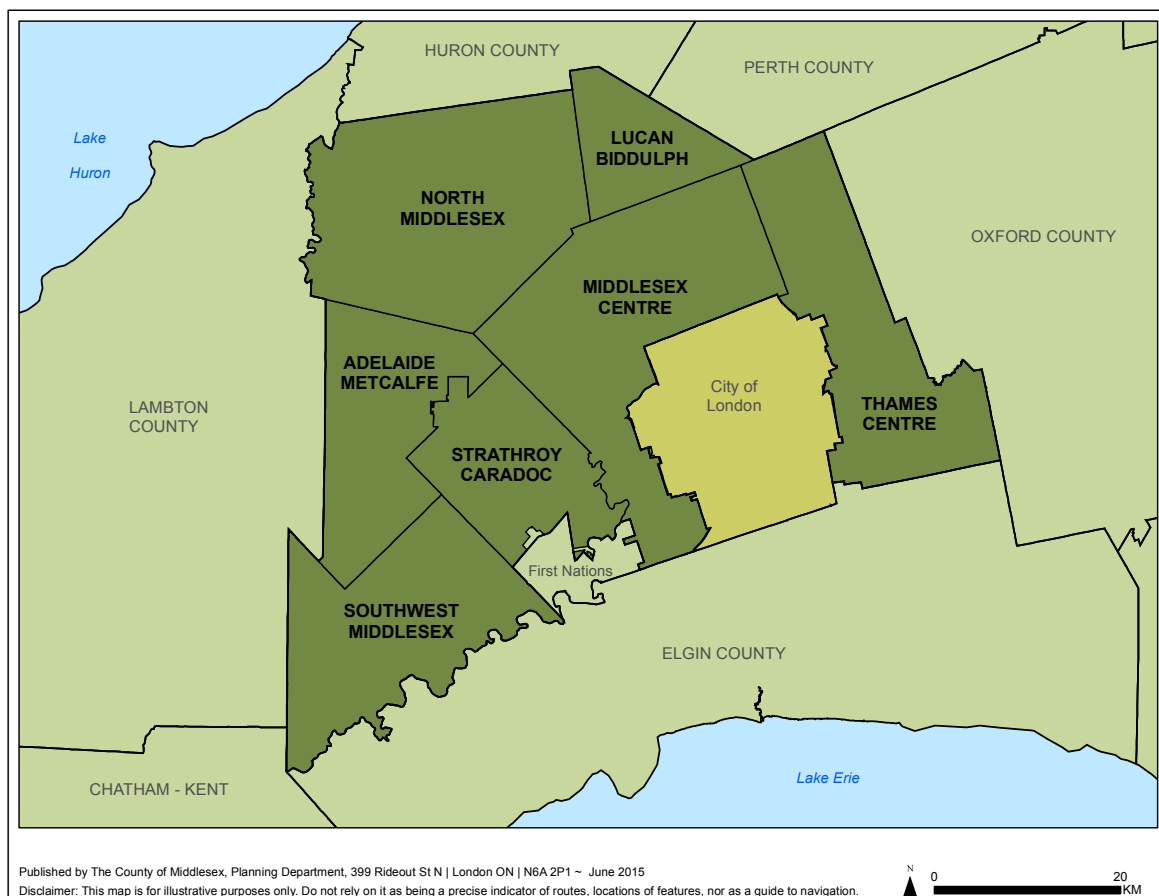 HURON COUNTY
PERTH COUNTY
Lake
Huron
LUCAN
BIDDULPH
NORTH
MIDDLESEX
OXFORD COUNTY
MIDDLESEX
CENTRE
ADELAIDE
METCALFE
City of
London
LAMBTON
COUNTY
THAMES
CENTRE
STRATHROY
CARADOC
First Nations
SOUTHWEST
MIDDLESEX
ELGIN COUNTY
Lake Erie
CHATHAM - KENT
Published by The County of Middlesex, Planning Department, 399 Rideout St N | London ON | N6A 2P1 ~ June 2015
Disclaimer: This map is for illustrative purposes only. Do not rely on it as being a precise indicator of routes, locations of features, nor as a guide to navigation.
N
0 20
KM